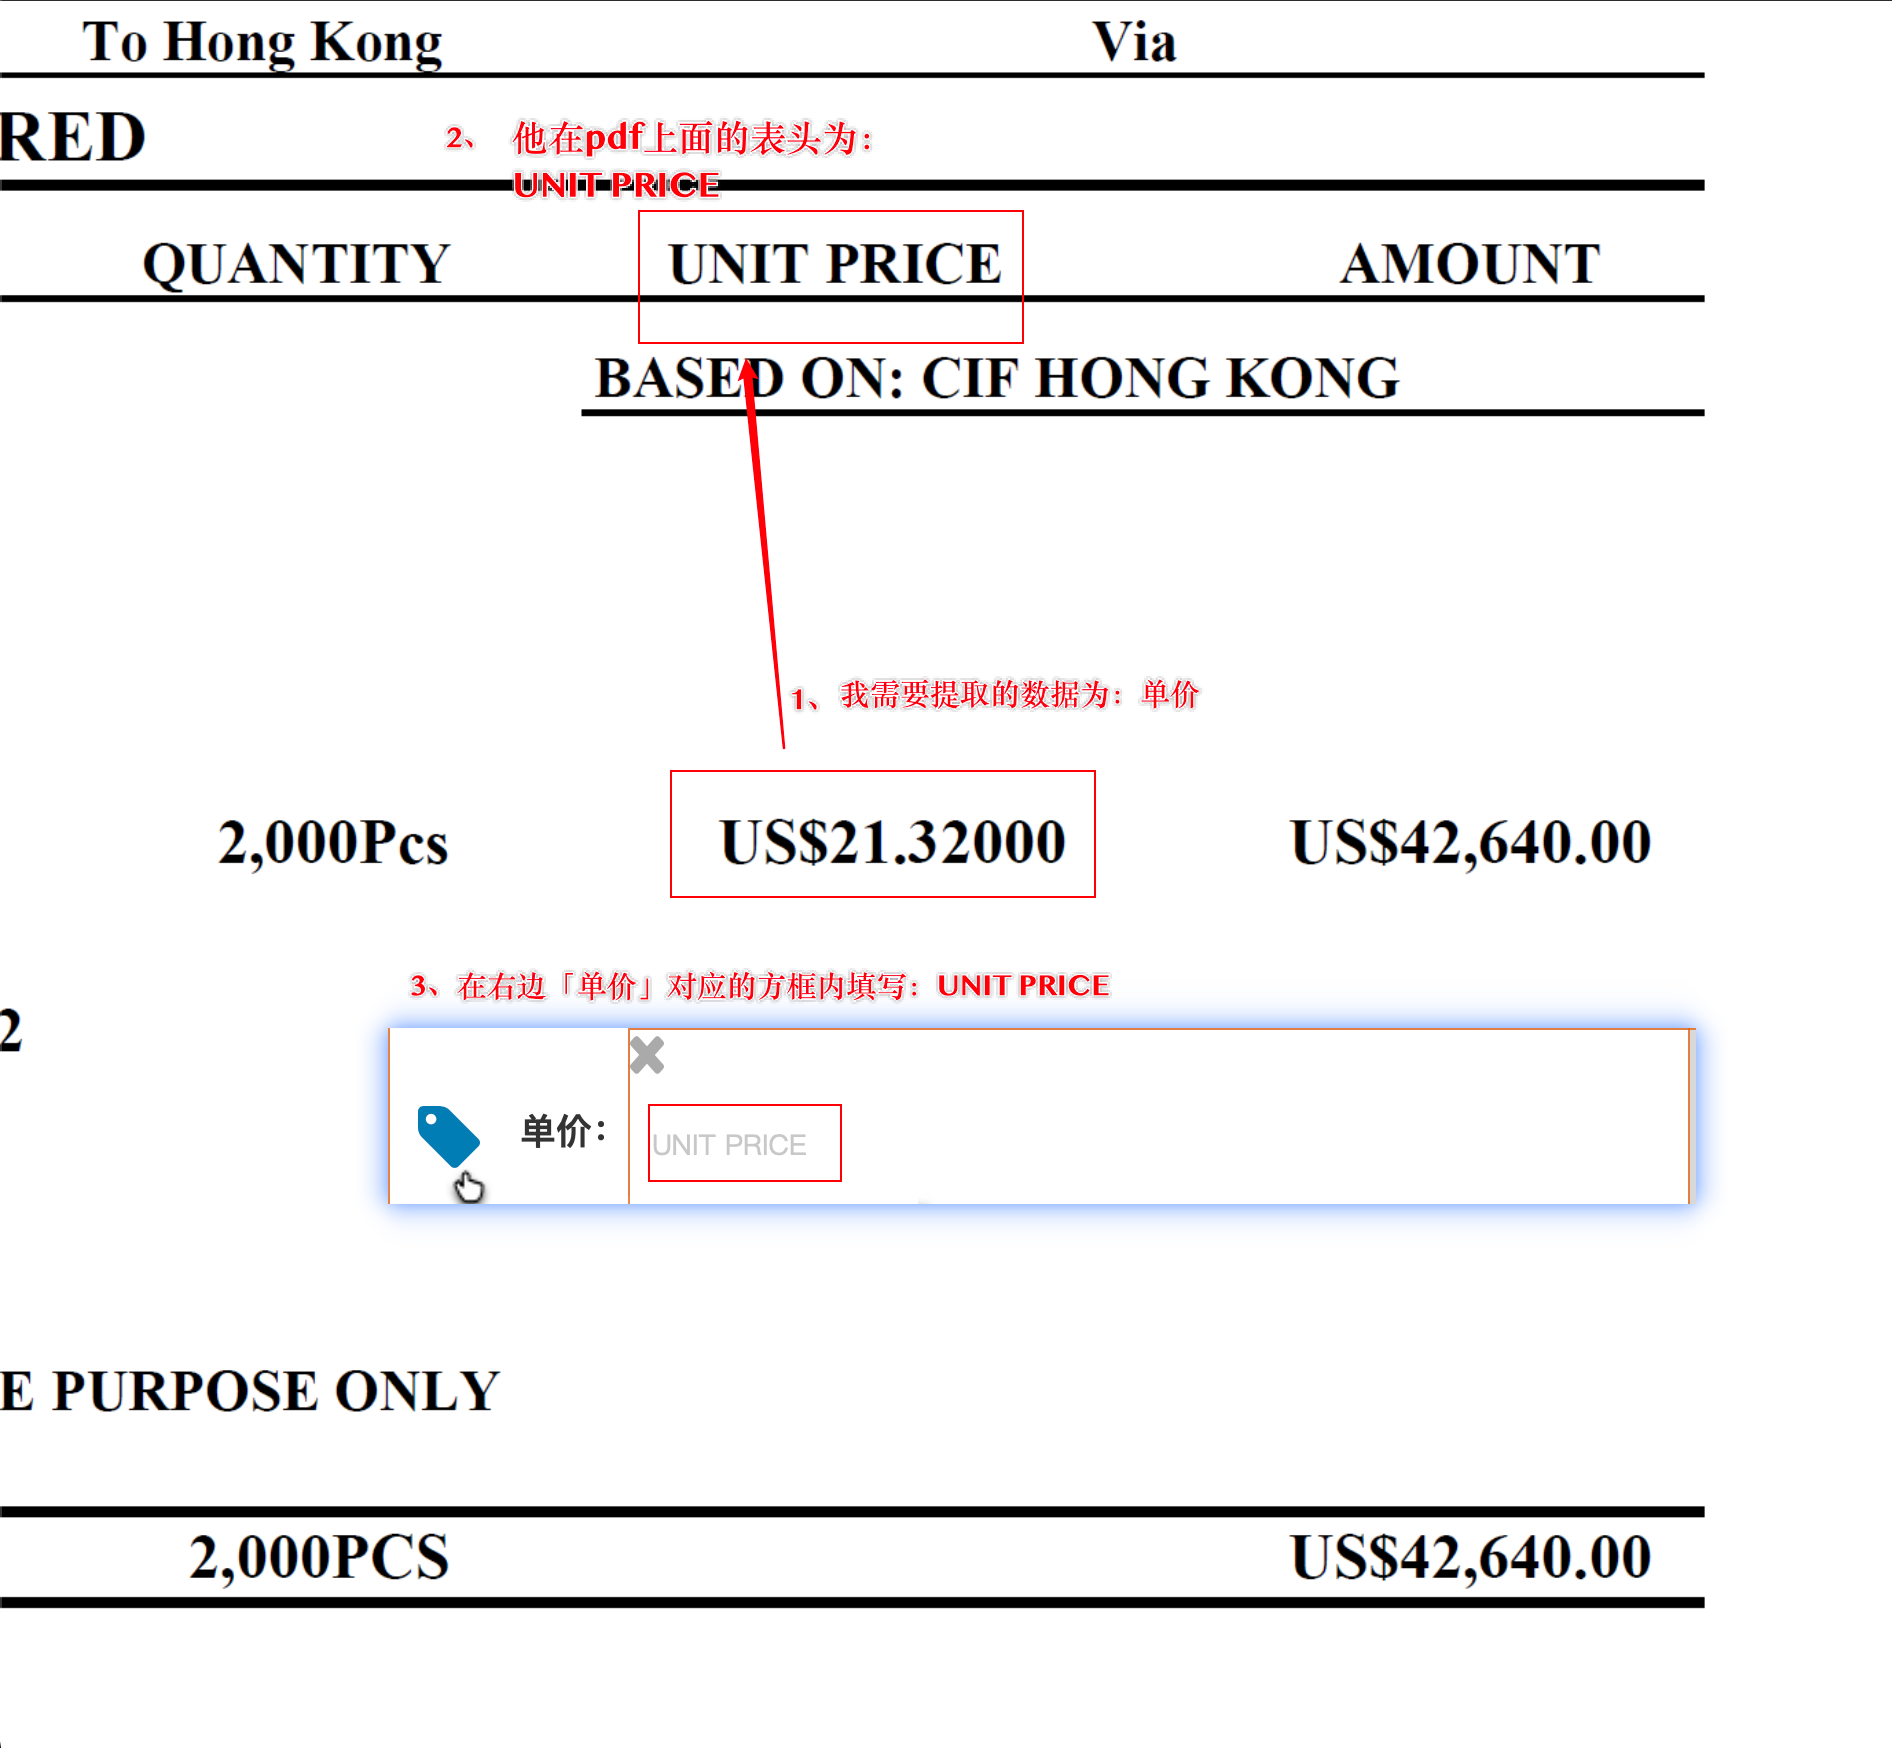 To Hong Kong Via
RED
2、 他在pdf上面的表头为：
UNIT PRICE
QUANTITY UNIT PRICE AMOUNT
BASED ON: CIF HONG KONG
1、我需要提取的数据为：单价
2,000Pcs US$21.32000 US$42,640.00
3、在右边「单价」对应的方框内填写：UNIT PRICE
2
单价：
UNIT PRICE
E PURPOSE ONLY
2,000PCS US$42,640.00